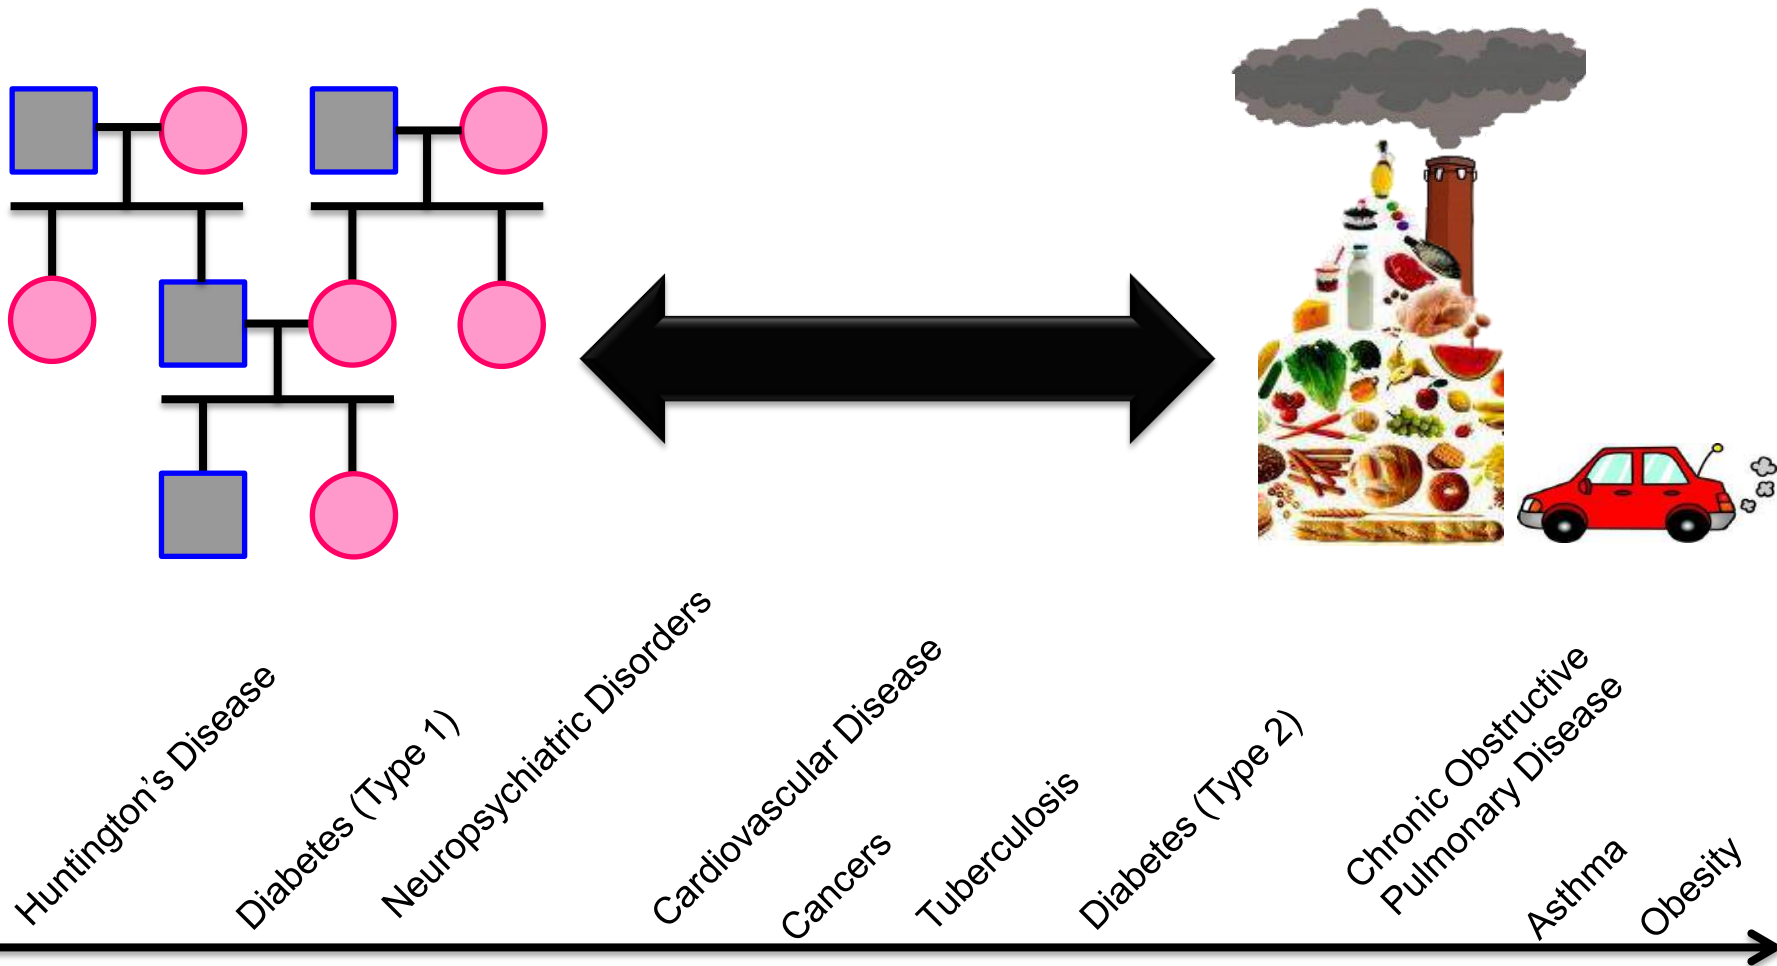 Huntington’s Disease
Diabetes (Type 1)
Neuropsychiatric Disorders
Cardiovascular Disease
Cancers
Tuberculosis
Diabetes (Type 2)
Chronic Obstructive
Pulmonary Disease
Asthma
Obesity